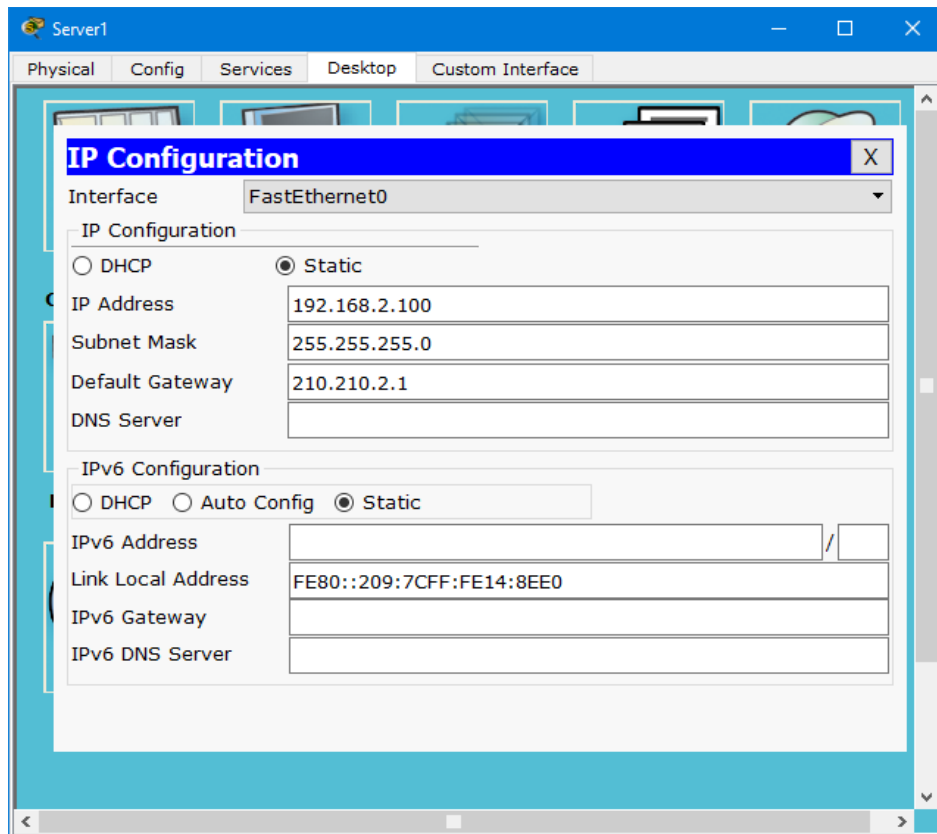 Server1
Physical Config Services Desktop Custom Interface
IP Configuration X
Interface FastEthernet0
IP Configuration
DHCP Static
IP Address 192.168.2.100
Subnet Mask 255.255.255.0
Default Gateway 210.210.2.1
DNS Server
IPv6 Configuration
DHCP Auto Config Static
IPv6 Address /
Link Local Address FE80::209:7CFF:FE14:8EE0
IPv6 Gateway
IPv6 DNS Server